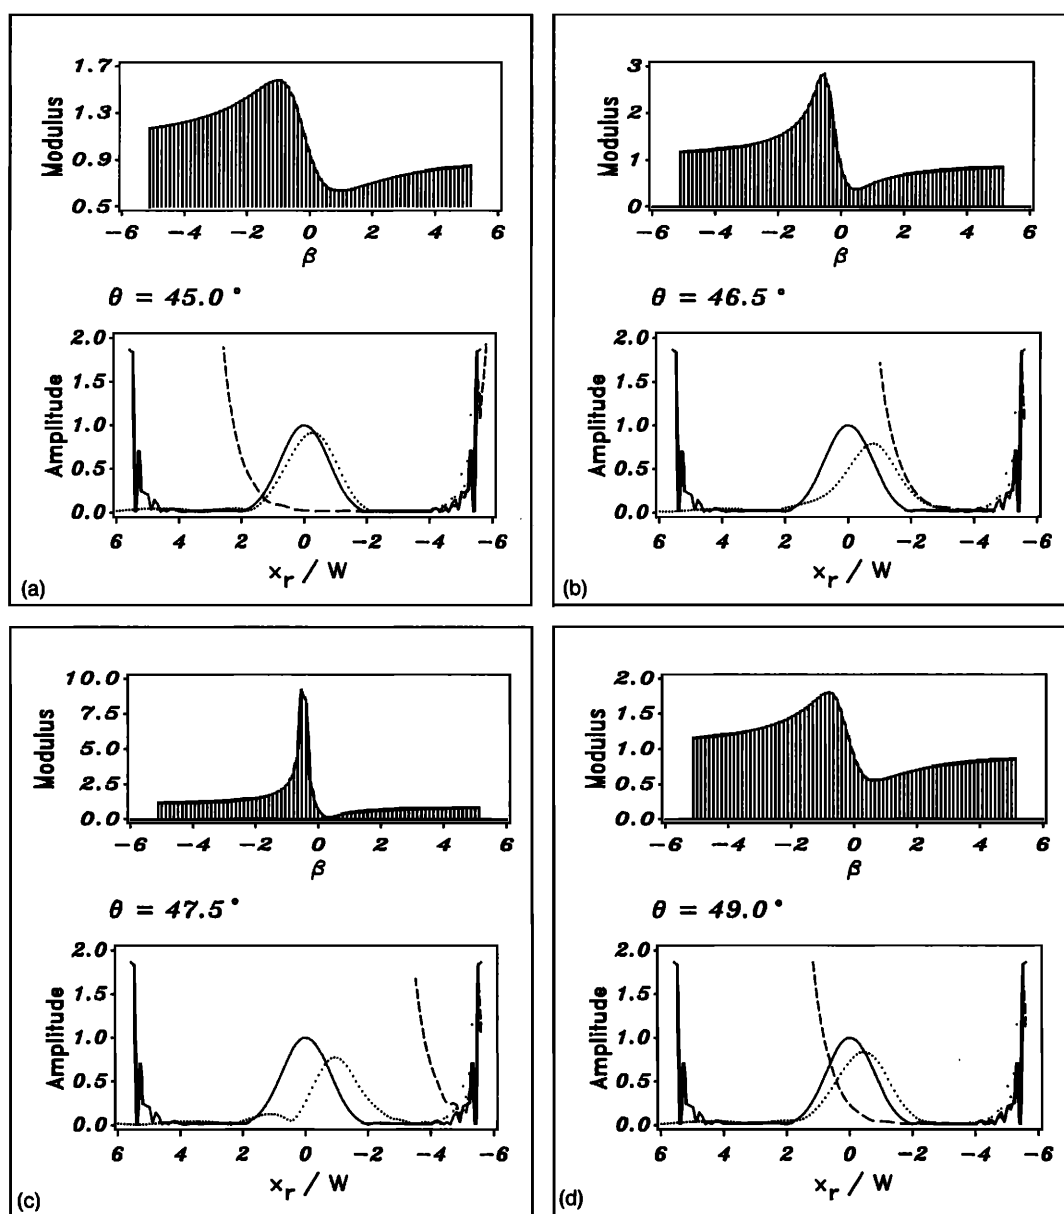 1.7
1.3
0.9
0.5
Modulus
-6 -4 -2 0 2 4 6
β
θ = 45.0 °
2.0
1.5
1.0
0.5
0.0
Amplitude
6 4 2 0 -2 -4 -6
x_r / W
(a)
3
2
1
0
Modulus
-6 -4 -2 0 2 4 6
β
θ = 46.5 °
2.0
1.5
1.0
0.5
0.0
Amplitude
6 4 2 0 -2 -4 -6
x_r / W
(b)
10.0
7.5
5.0
2.5
0.0
Modulus
-6 -4 -2 0 2 4 6
β
θ = 47.5 °
2.0
1.5
1.0
0.5
0.0
Amplitude
6 4 2 0 -2 -4 -6
x_r / W
(c)
2.0
1.5
1.0
0.5
0.0
Modulus
-6 -4 -2 0 2 4 6
β
θ = 49.0 °
2.0
1.5
1.0
0.5
0.0
Amplitude
6 4 2 0 -2 -4 -6
x_r / W
(d)